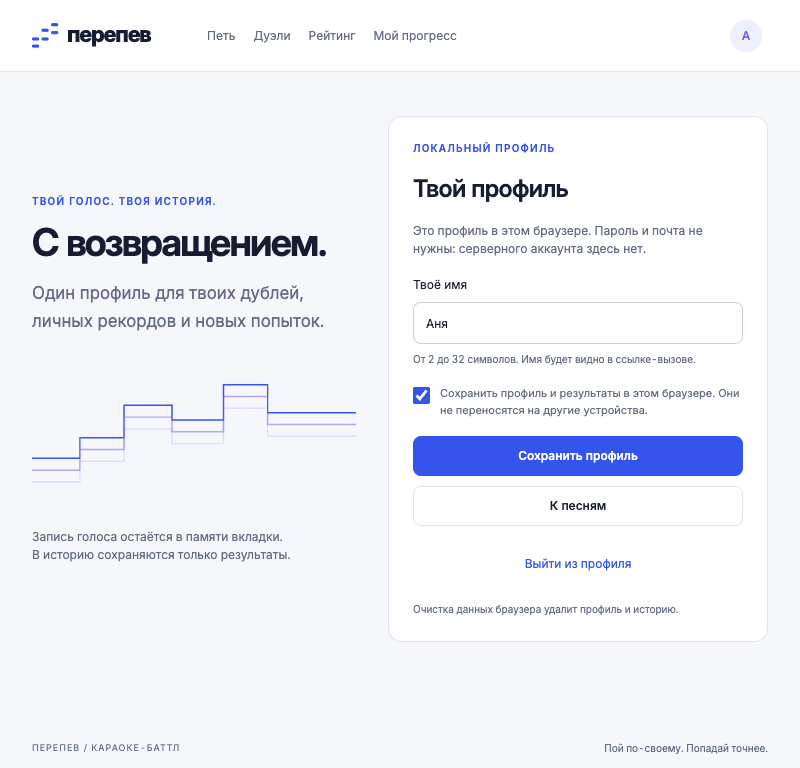 перепев
Петь
Дуэли
Рейтинг
Мой прогресс
А
ТВОЙ ГОЛОС. ТВОЯ ИСТОРИЯ.
С возвращением.
Один профиль для твоих дублей,
личных рекордов и новых попыток.
Запись голоса остаётся в памяти вкладки.
В историю сохраняются только результаты.
ЛОКАЛЬНЫЙ ПРОФИЛЬ
Твой профиль
Это профиль в этом браузере. Пароль и почта не
нужны: серверного аккаунта здесь нет.
Твоё имя
Аня
От 2 до 32 символов. Имя будет видно в ссылке-вызове.
Сохранить профиль и результаты в этом браузере. Они
не переносятся на другие устройства.
Сохранить профиль
К песням
Выйти из профиля
Очистка данных браузера удалит профиль и историю.
ПЕРЕПЕВ / КАРАОКЕ-БАТТЛ
Пой по-своему. Попадай точнее.